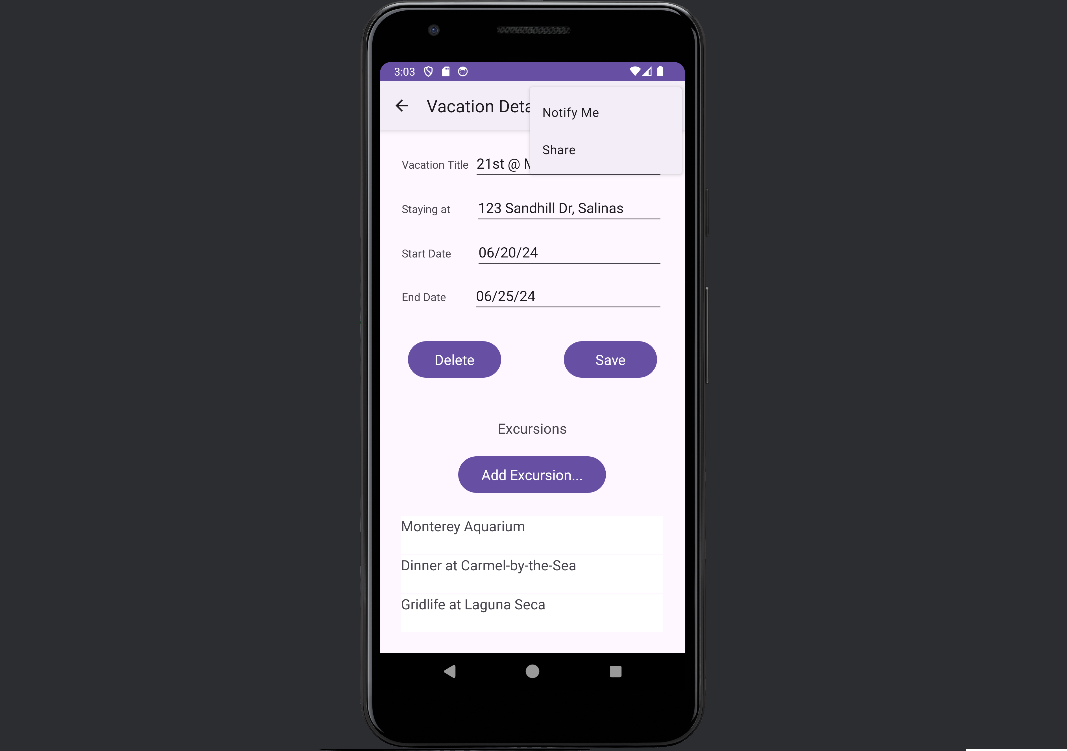 3:03
Vacation
Notify Me
Share
Vacation Title 21st @
Staying at 123 Sandhill Dr, Salinas
Start Date 06/20/24
End Date 06/25/24
Delete Save
Excursions
Add Excursion...
Monterey Aquarium
Dinner at Carmel-by-the-Sea
Gridlife at Laguna Seca